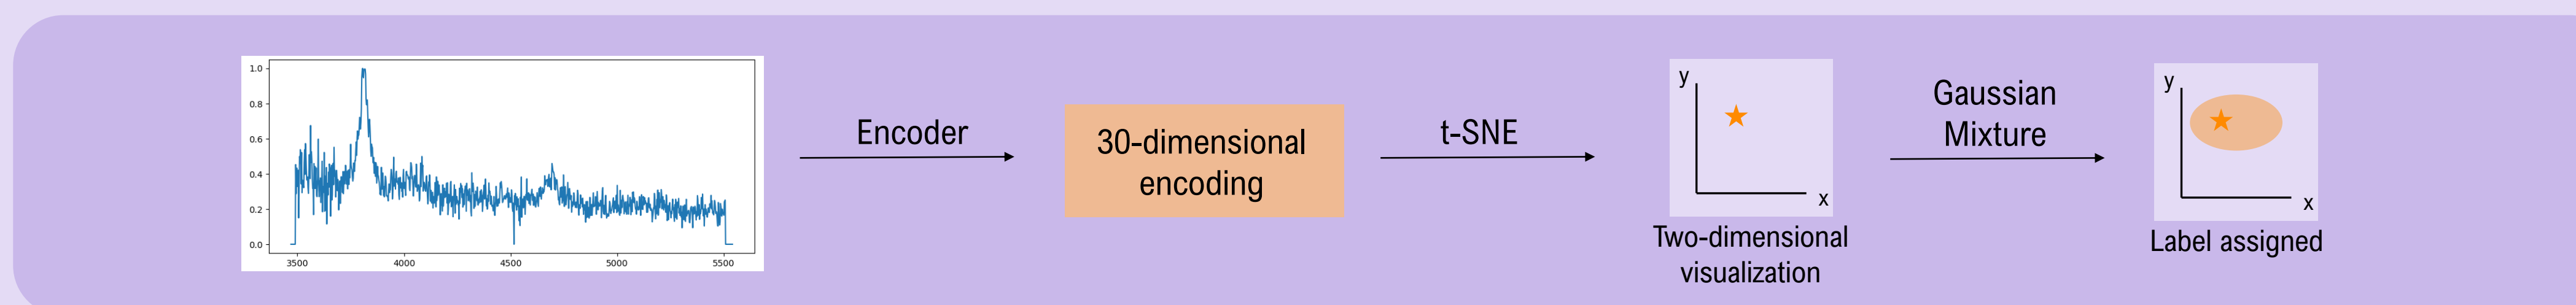 1.0
0.8
0.6
0.4
0.2
0.0
3500 4000 4500 5000 5500
Encoder
30-dimensional
encoding
t-SNE
y
x
Two-dimensional
visualization
Gaussian
Mixture
y
x
Label assigned